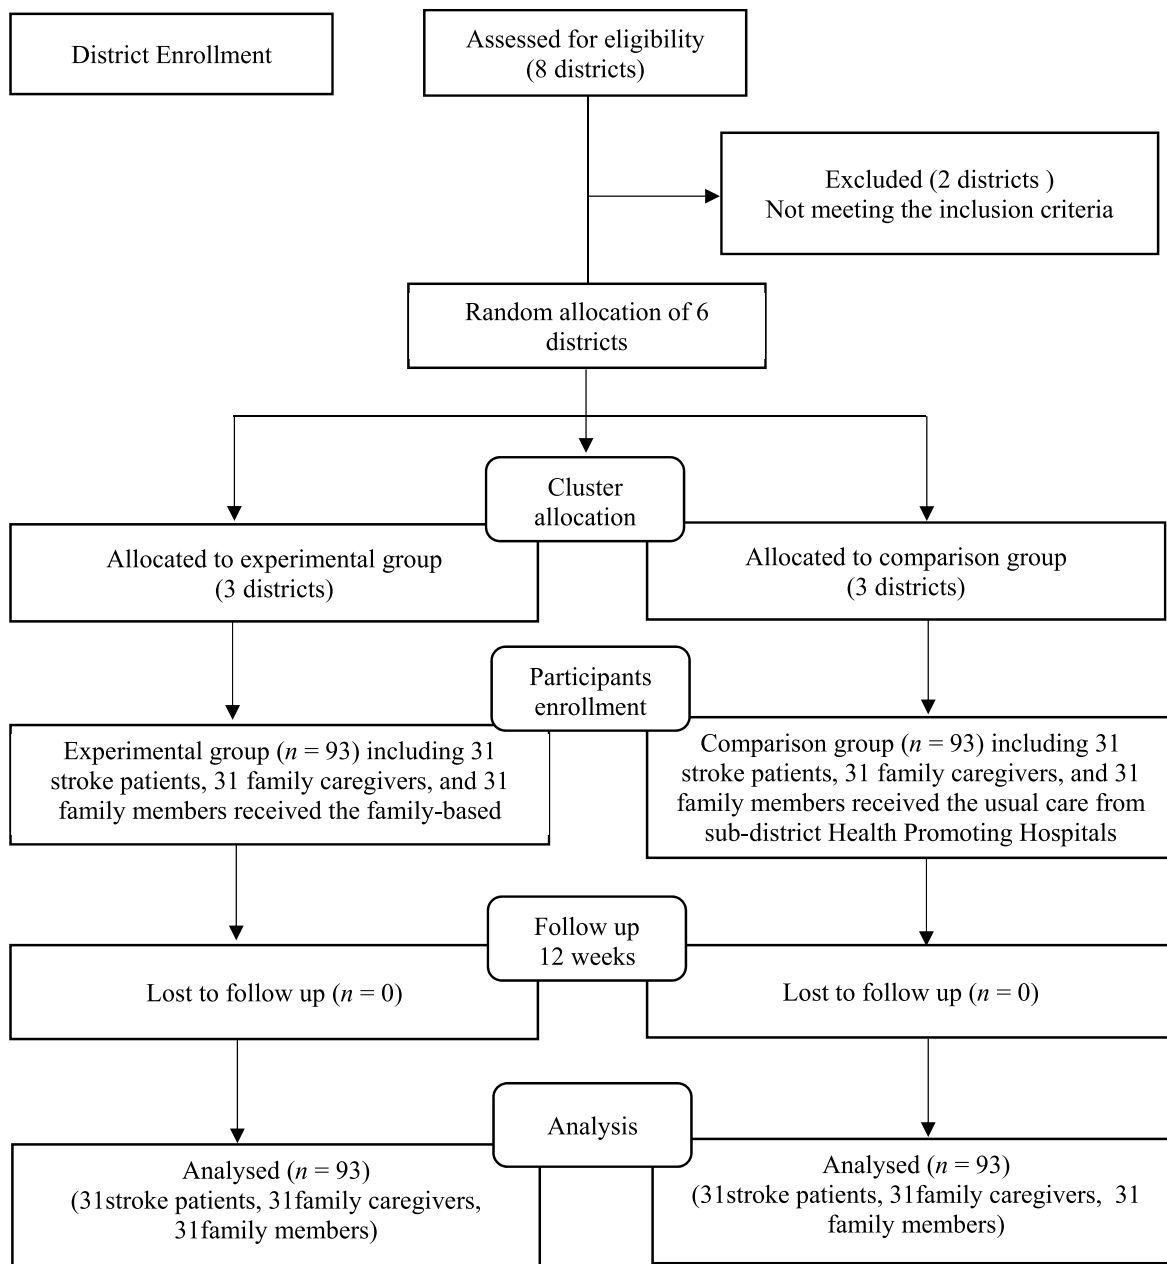 District Enrollment
Assessed for eligibility
(8 districts)
Excluded (2 districts )
Not meeting the inclusion criteria
Random allocation of 6
districts
Cluster
allocation
Allocated to experimental group
(3 districts)
Allocated to comparison group
(3 districts)
Participants
enrollment
Experimental group (n = 93) including 31
stroke patients, 31 family caregivers, and 31
family members received the family-based
Comparison group (n = 93) including 31
stroke patients, 31 family caregivers, and 31
family members received the usual care from
sub-district Health Promoting Hospitals
Follow up
12 weeks
Lost to follow up (n = 0)
Lost to follow up (n = 0)
Analysis
Analysed (n = 93)
(31stroke patients, 31family caregivers,
31family members)
Analysed (n = 93)
(31stroke patients, 31family caregivers,  31
family members)